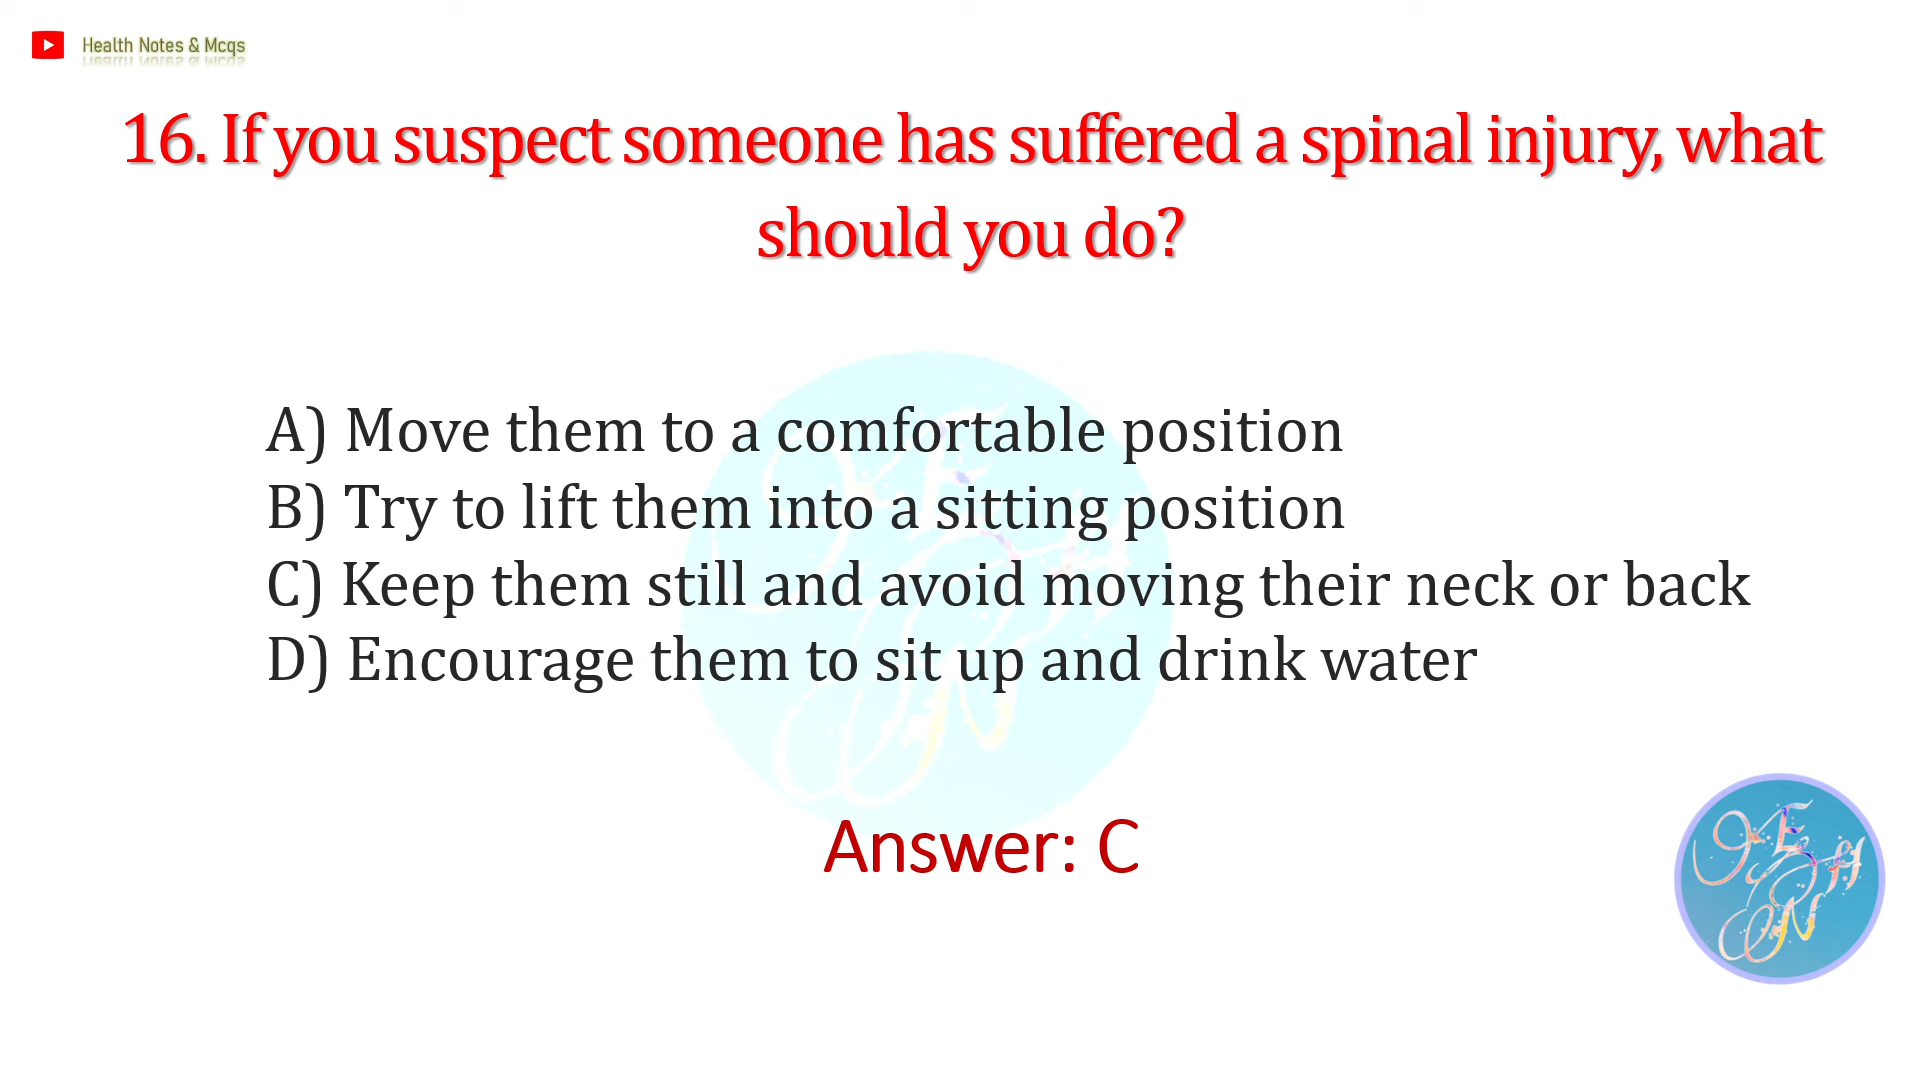 Health Notes & Mcqs
16. If you suspect someone has suffered a spinal injury, what
should you do?
A) Move them to a comfortable position
B) Try to lift them into a sitting position
C) Keep them still and avoid moving their neck or back
D) Encourage them to sit up and drink water
Answer: C